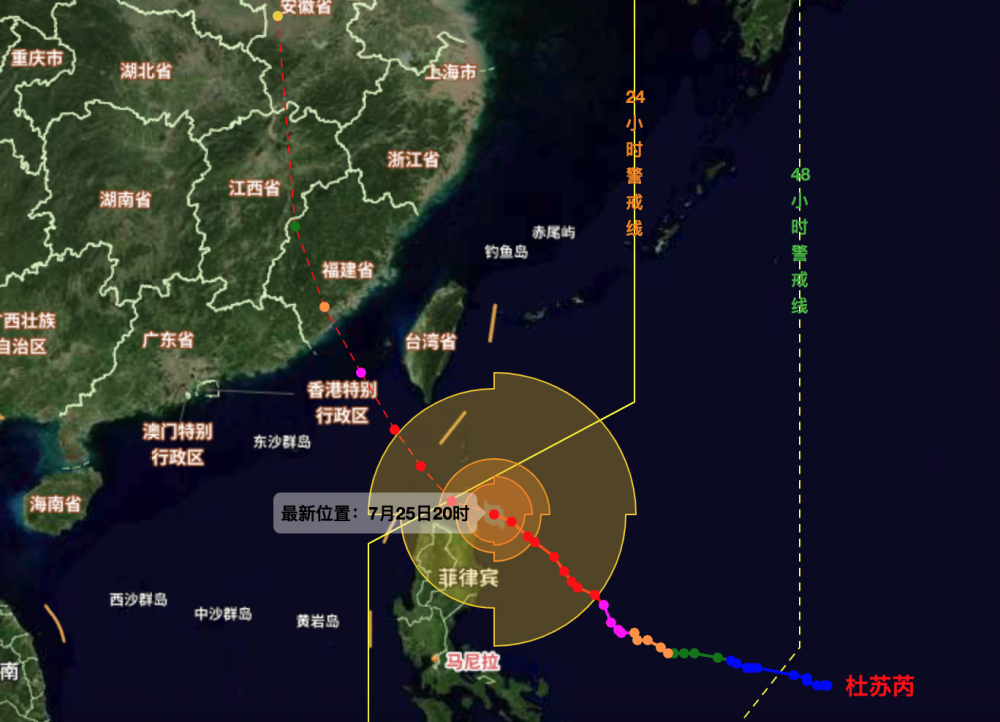 安徽省
重庆市
湖北省
上海市
24
小
时
警
戒
线
浙江省
48
小
时
警
戒
线
江西省
湖南省
赤尾屿
钓鱼岛
福建省
西壮族
自治区
广东省
台湾省
香港特别
行政区
澳门特别
行政区
东沙群岛
海南省
最新位置：7月25日20时
菲律宾
西沙群岛
中沙群岛
黄岩岛
马尼拉
南
杜苏芮